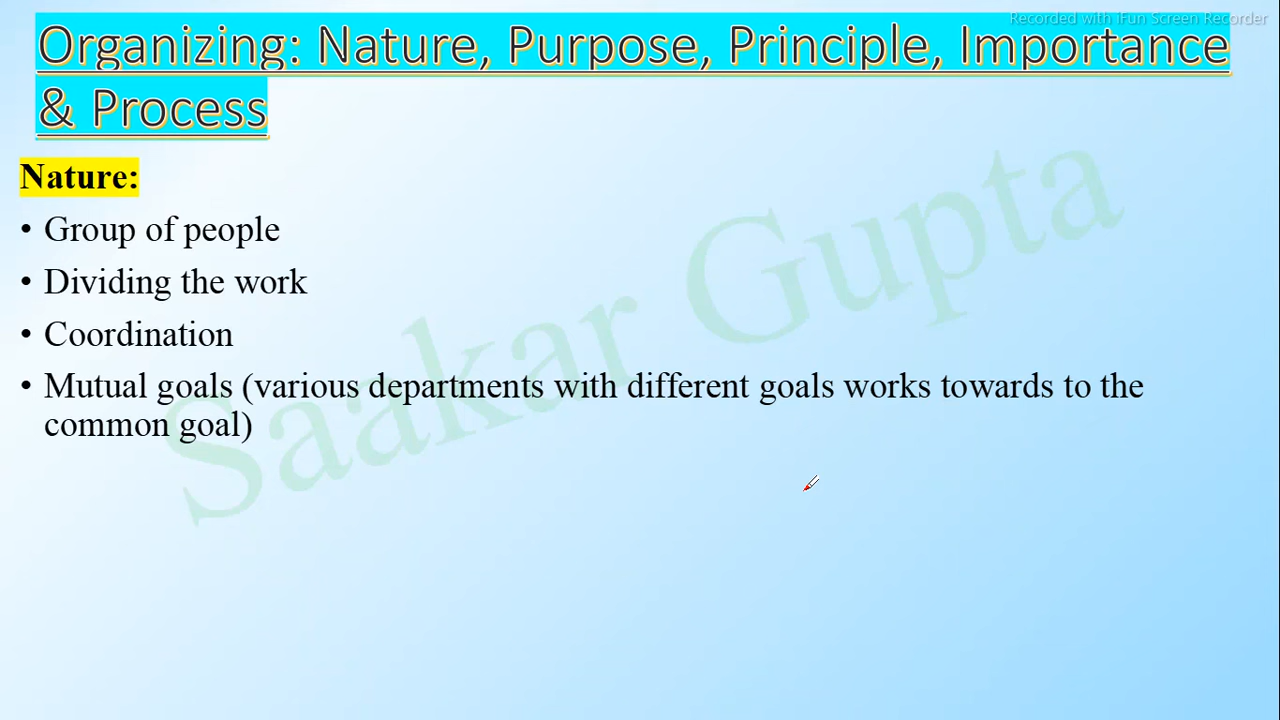 Recorded with iFun Screen Recorder
Organizing: Nature, Purpose, Principle, Importance
& Process
Nature:
• Group of people
• Dividing the work
• Coordination
• Mutual goals (various departments with different goals works towards to the
common goal)
Saakar Gupta